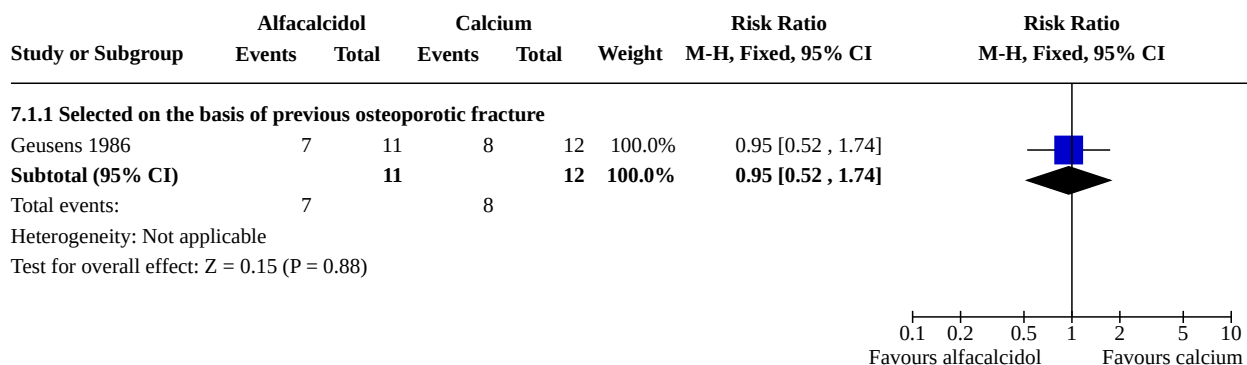 Alfacalcidol Calcium Risk Ratio Risk Ratio
Study or Subgroup Events Total Events Total Weight M-H, Fixed, 95% CI M-H, Fixed, 95% CI
7.1.1 Selected on the basis of previous osteoporotic fracture
Geusens 1986 7 11 8 12 100.0% 0.95 [0.52 , 1.74]
Subtotal (95% CI) 11 12 100.0% 0.95 [0.52 , 1.74]
Total events: 7 8
Heterogeneity: Not applicable
Test for overall effect: Z = 0.15 (P = 0.88)
0.1 0.2 0.5 1 2 5 10
Favours alfacalcidol Favours calcium